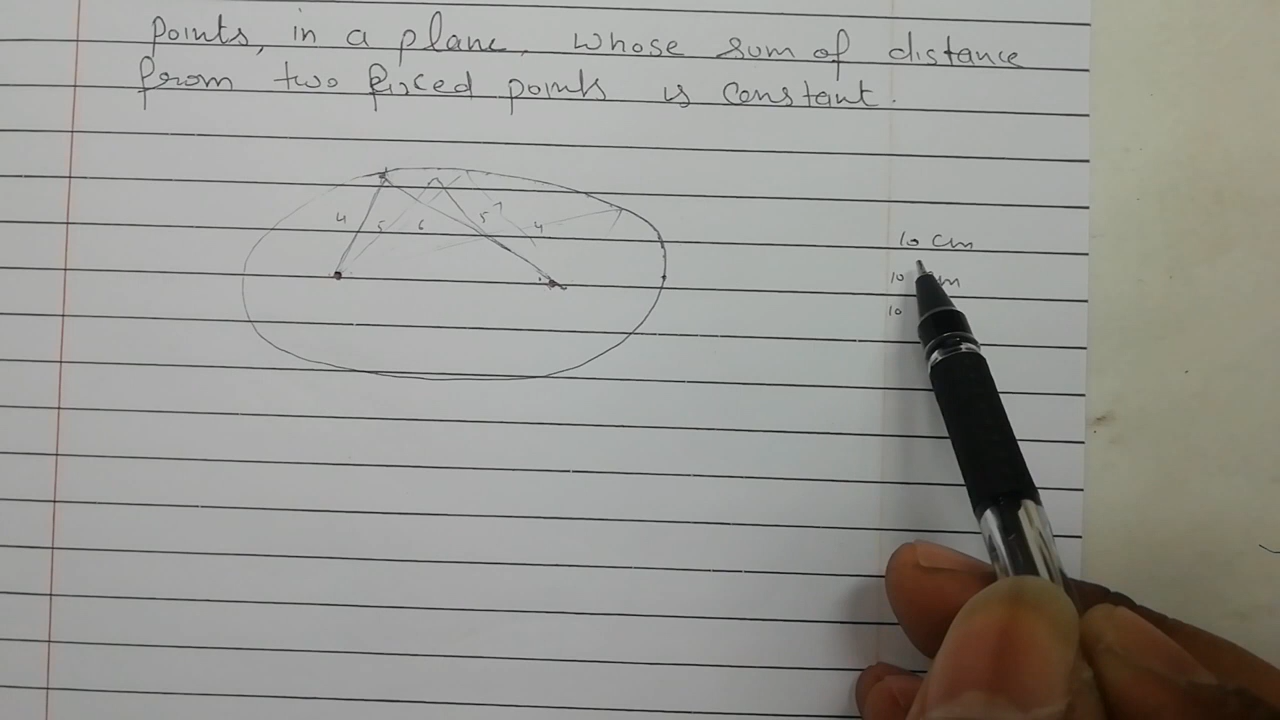 points, in a plane, whose sum of distance
from two fixed points is constant.
4 5 6 5 7 4
10 cm
10 m
10